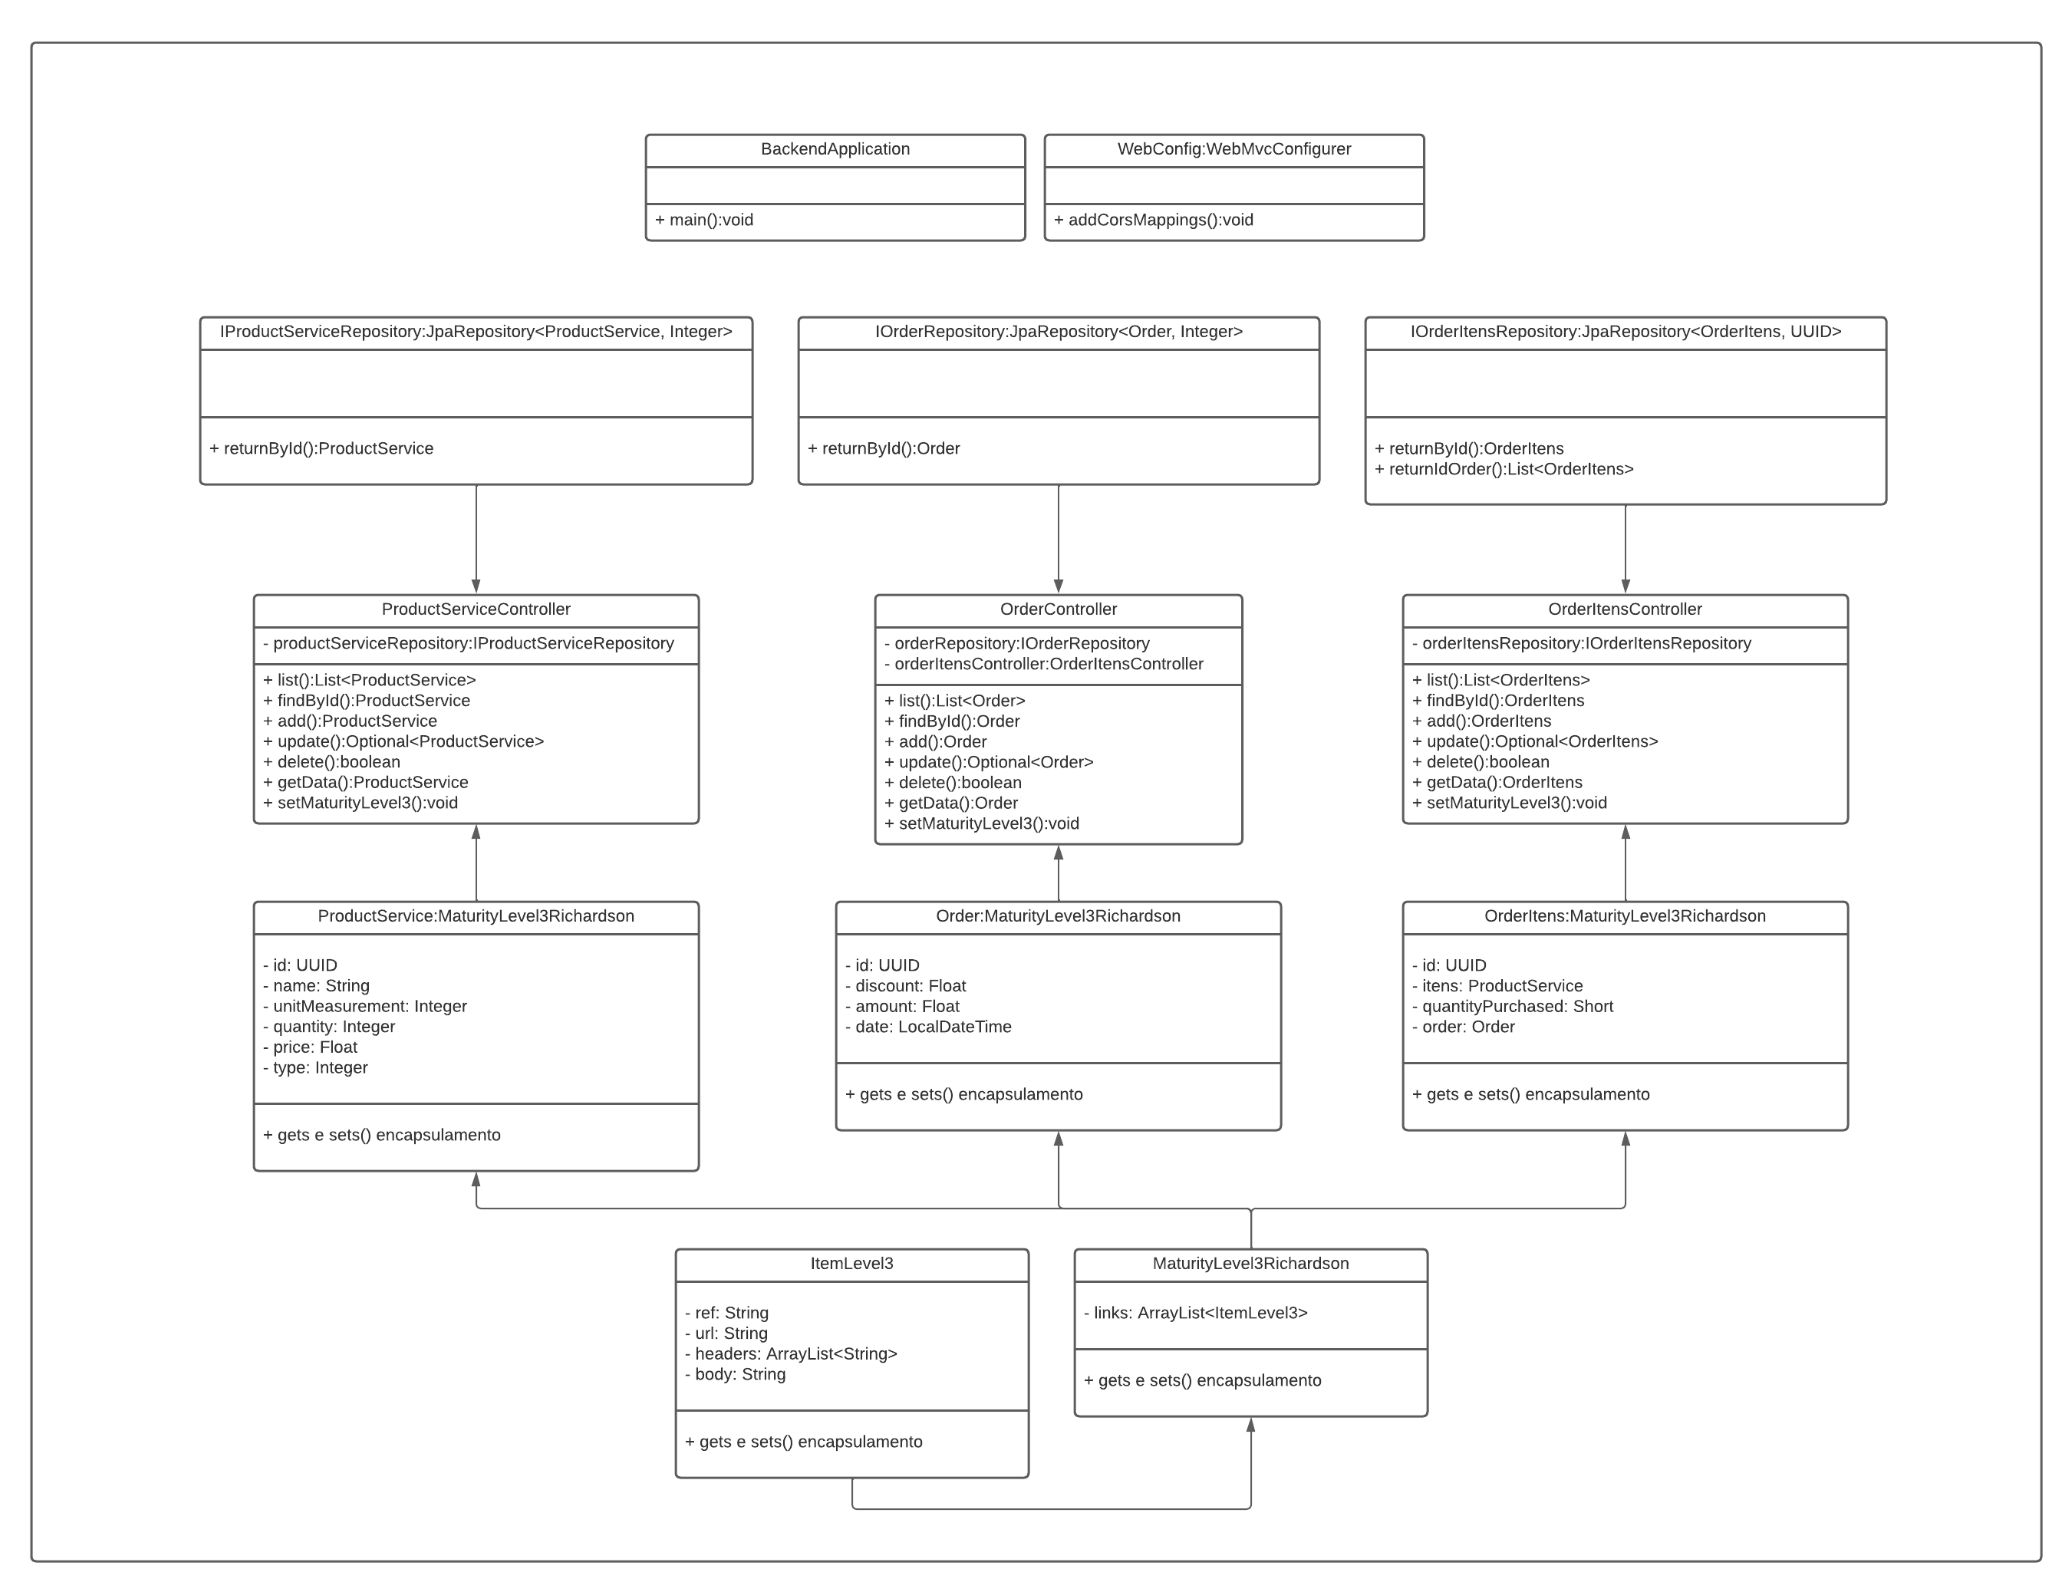 BackendApplication
+ main():void
WebConfig:WebMvcConfigurer
+ addCorsMappings():void
IProductServiceRepository:JpaRepository<ProductService, Integer>
+ returnById():ProductService
IOrderRepository:JpaRepository<Order, Integer>
+ returnById():Order
IOrderItensRepository:JpaRepository<OrderItens, UUID>
+ returnById():OrderItens
+ returnIdOrder():List<OrderItens>
ProductServiceController
- productServiceRepository:IProductServiceRepository
+ list():List<ProductService>
+ findById():ProductService
+ add():ProductService
+ update():Optional<ProductService>
+ delete():boolean
+ getData():ProductService
+ setMaturityLevel3():void
OrderController
- orderRepository:IOrderRepository
- orderItensController:OrderItensController
+ list():List<Order>
+ findById():Order
+ add():Order
+ update():Optional<Order>
+ delete():boolean
+ getData():Order
+ setMaturityLevel3():void
OrderItensController
- orderItensRepository:IOrderItensRepository
+ list():List<OrderItens>
+ findById():OrderItens
+ add():OrderItens
+ update():Optional<OrderItens>
+ delete():boolean
+ getData():OrderItens
+ setMaturityLevel3():void
ProductService:MaturityLevel3Richardson
- id: UUID
- name: String
- unitMeasurement: Integer
- quantity: Integer
- price: Float
- type: Integer
+ gets e sets() encapsulamento
Order:MaturityLevel3Richardson
- id: UUID
- discount: Float
- amount: Float
- date: LocalDateTime
+ gets e sets() encapsulamento
OrderItens:MaturityLevel3Richardson
- id: UUID
- itens: ProductService
- quantityPurchased: Short
- order: Order
+ gets e sets() encapsulamento
ItemLevel3
- ref: String
- url: String
- headers: ArrayList<String>
- body: String
+ gets e sets() encapsulamento
MaturityLevel3Richardson
- links: ArrayList<ItemLevel3>
+ gets e sets() encapsulamento